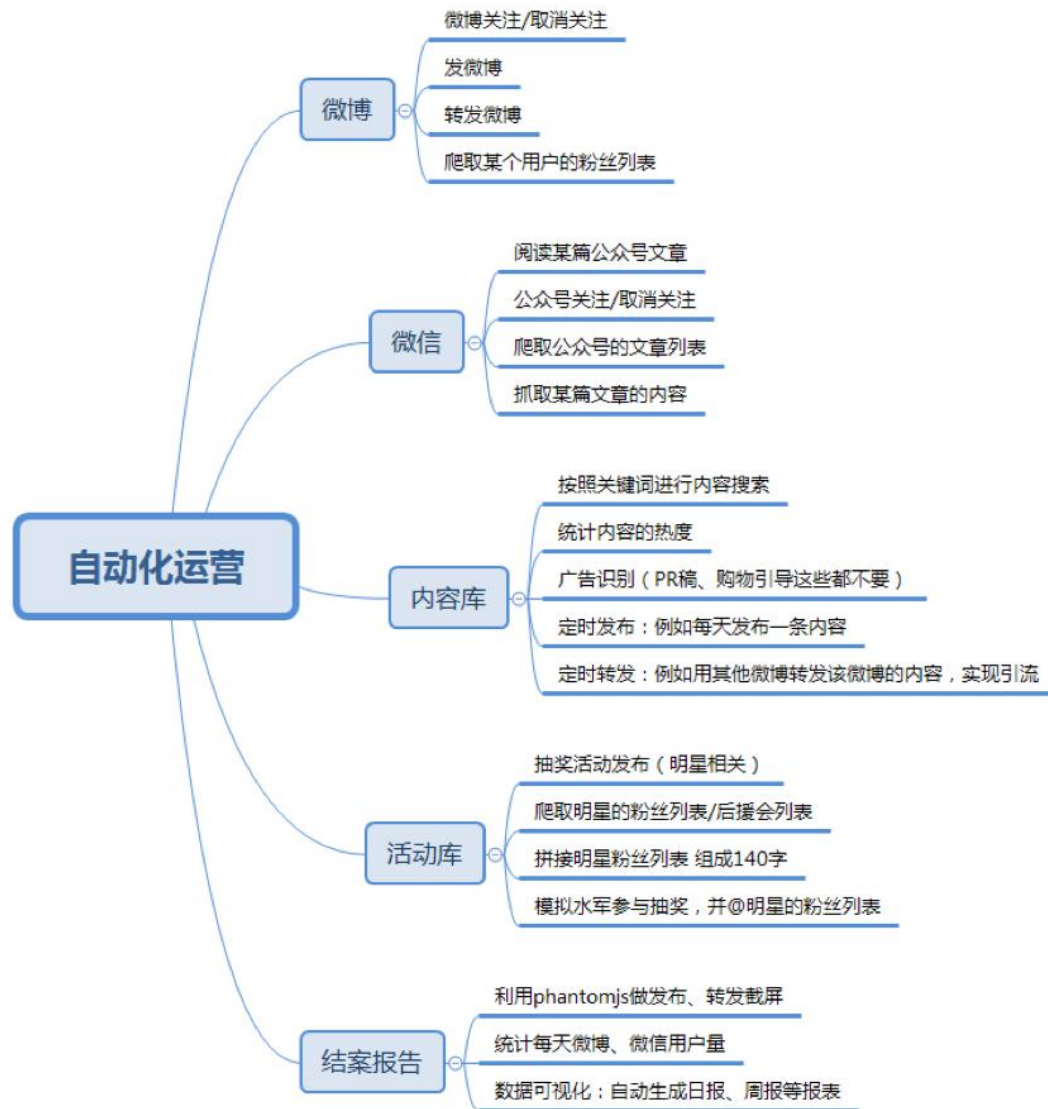 微博关注/取消关注
发微博
微博
转发微博
爬取某个用户的粉丝列表
阅读某篇公众号文章
公众号关注/取消关注
微信
爬取公众号的文章列表
抓取某篇文章的内容
按照关键词进行内容搜索
统计内容的热度
自动化运营
内容库
广告识别（PR稿、购物引导这些都不要）
定时发布：例如每天发布一条内容
定时转发：例如用其他微博转发该微博的内容，实现引流
抽奖活动发布（明星相关）
爬取明星的粉丝列表/后援会列表
活动库
拼接明星粉丝列表 组成140字
模拟水军参与抽奖，并@明星的粉丝列表
利用phantomjs做发布、转发截屏
结案报告
统计每天微博、微信用户量
数据可视化：自动生成日报、周报等报表